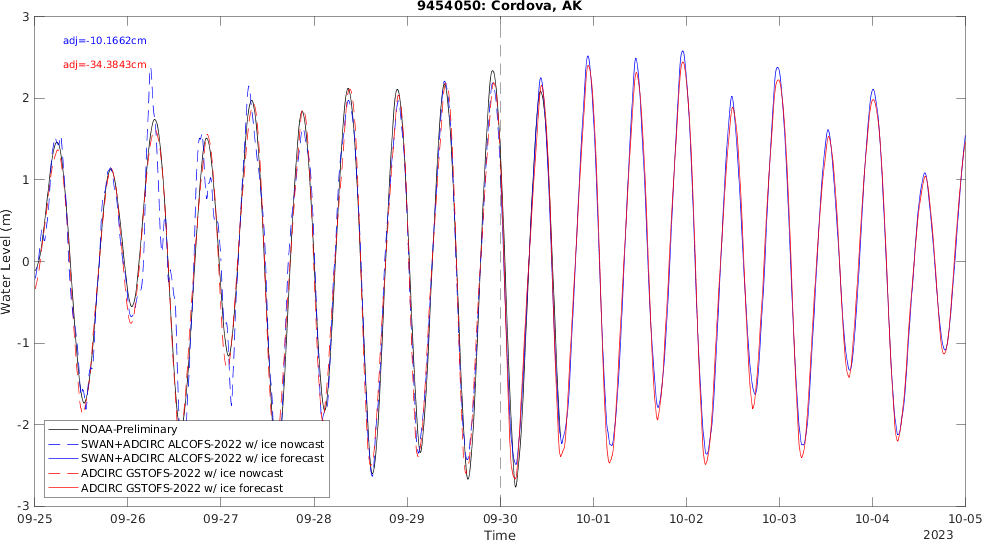 9454050: Cordova, AK
adj=-10.1662cm
adj=-34.3843cm
Water Level (m)
3
2
1
0
-1
-2
-3
NOAA-Preliminary
SWAN+ADCIRC ALCOFS-2022 w/ ice nowcast
SWAN+ADCIRC ALCOFS-2022 w/ ice forecast
ADCIRC GSTOFS-2022 w/ ice nowcast
ADCIRC GSTOFS-2022 w/ ice forecast
09-25 09-26 09-27 09-28 09-29 09-30 10-01 10-02 10-03 10-04 10-05
Time
2023